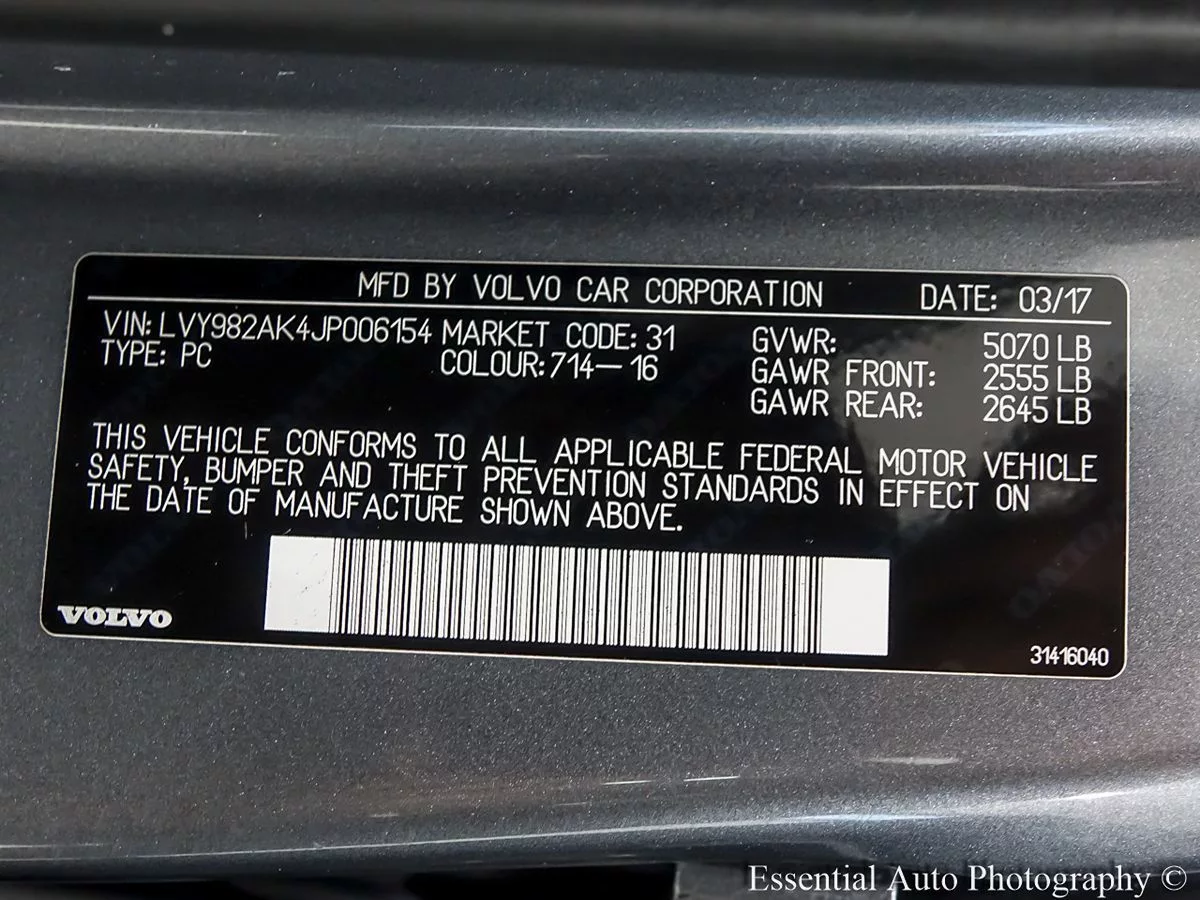 MFD BY VOLVO CAR CORPORATION DATE: 03/17
VIN: LVY982AK4JP006154 MARKET CODE: 31 GVWR: 5070 LB
TYPE: PC COLOUR: 714-16 GAWR FRONT: 2555 LB
GAWR REAR: 2645 LB
THIS VEHICLE CONFORMS TO ALL APPLICABLE FEDERAL MOTOR VEHICLE
SAFETY, BUMPER AND THEFT PREVENTION STANDARDS IN EFFECT ON
THE DATE OF MANUFACTURE SHOWN ABOVE.
VOLVO
31416040
Essential Auto Photography ©